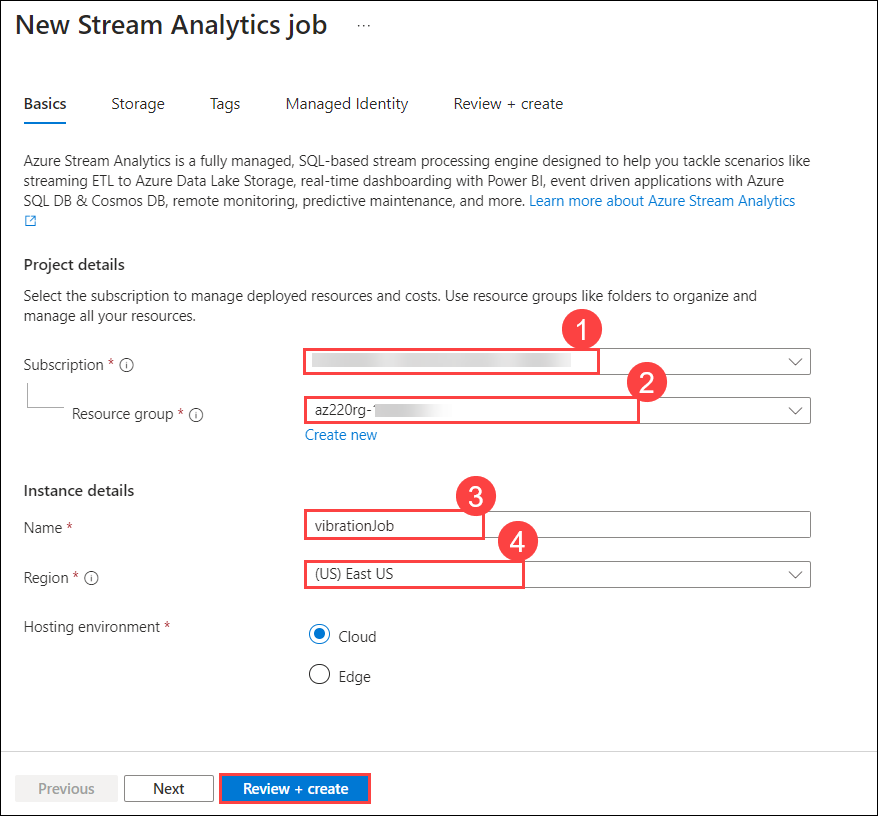 New Stream Analytics job ...
Basics Storage Tags Managed Identity Review + create
Azure Stream Analytics is a fully managed, SQL-based stream processing engine designed to help you tackle scenarios like
streaming ETL to Azure Data Lake Storage, real-time dashboarding with Power BI, event driven applications with Azure
SQL DB & Cosmos DB, remote monitoring, predictive maintenance, and more. Learn more about Azure Stream Analytics
Project details
Select the subscription to manage deployed resources and costs. Use resource groups like folders to organize and
manage all your resources.
1
Subscription *
2
Resource group * az220rg-
Create new
Instance details
3
Name * vibrationJob
4
Region * (US) East US
Hosting environment *
Cloud
Edge
Previous Next Review + create